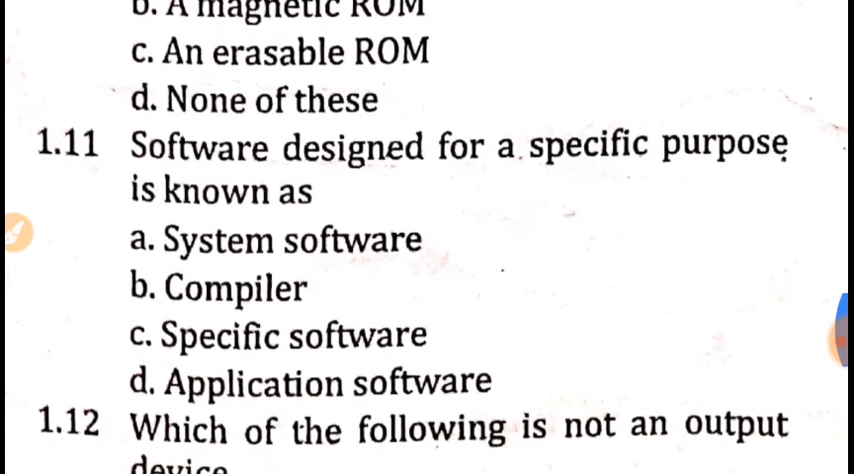 b. A magnetic ROM
c. An erasable ROM
d. None of these
1.11 Software designed for a specific purpose
is known as
a. System software
b. Compiler
c. Specific software
d. Application software
1.12 Which of the following is not an output
device